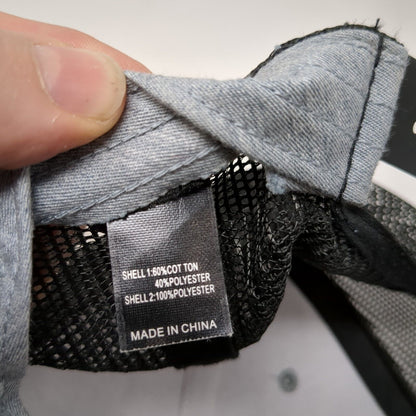 SHELL 1:60%COT TON
40%POLYESTER
SHELL 2:100%POLYESTER
MADE IN CHINA